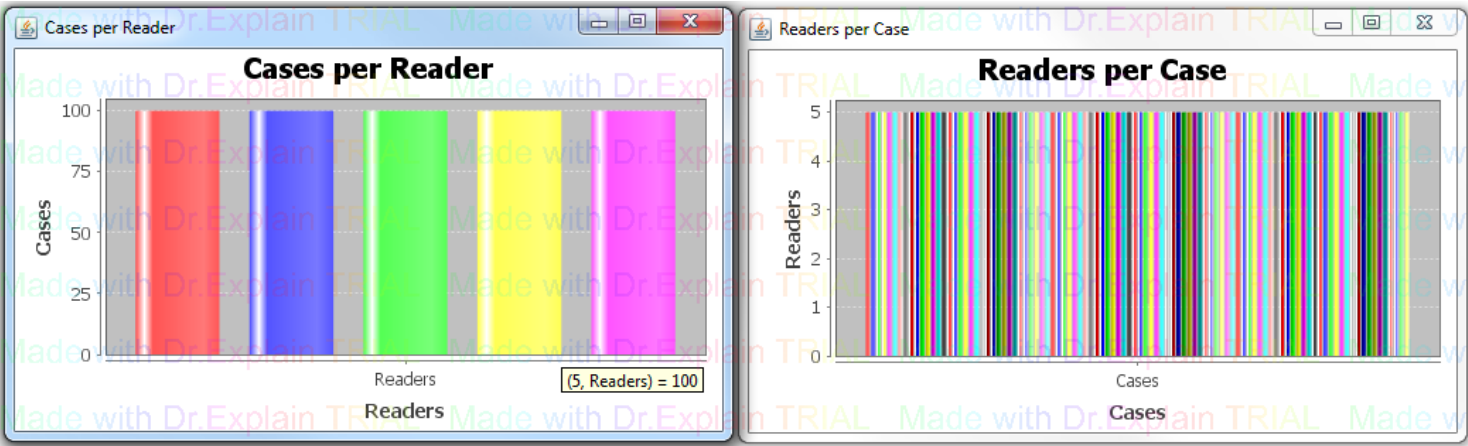 Cases per Reader
Cases per Reader
100
75
50
25
0
Cases
Readers
(5, Readers) = 100
Readers
Readers per Case
Readers per Case
5
4
3
2
1
0
Readers
Cases
Cases
Made with Dr.Explain TRIAL